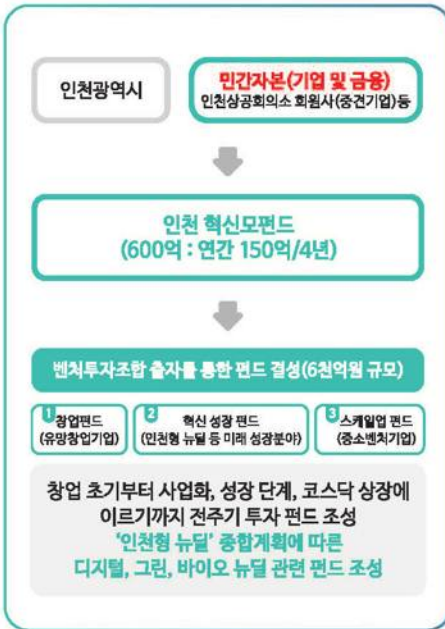 인천광역시
민간자본(기업 및 금융)
인천상공회의소 회원사(중견기업)등
인천 혁신모펀드
(600억 : 연간 150억/4년)
벤처투자조합 출자를 통한 펀드 결성(6천억원 규모)
1 창업펀드
(유망창업기업)
2 혁신 성장 펀드
(인천형 뉴딜 등 미래 성장분야)
3 스케일업 펀드
(중소벤처기업)
창업 초기부터 사업화, 성장 단계, 코스닥 상장에
이르기까지 전주기 투자 펀드 조성
‘인천형 뉴딜’ 종합계획에 따른
디지털, 그린, 바이오 뉴딜 관련 펀드 조성